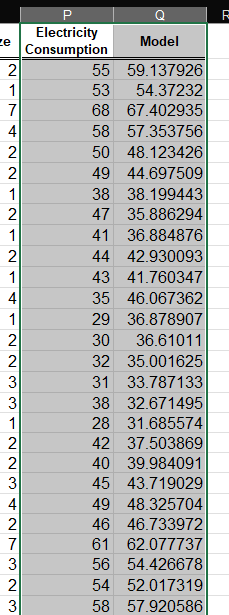 P Q R
ze Electricity Consumption Model
2 55 59.137926
1 53 54.37232
7 68 67.402935
4 58 57.353756
2 50 48.123426
2 49 44.697509
1 38 38.199443
2 47 35.886294
1 41 36.884876
2 44 42.930093
1 43 41.760347
4 35 46.067362
1 29 36.878907
2 30 36.61011
2 32 35.001625
3 31 33.787133
3 38 32.671495
1 28 31.685574
2 42 37.503869
2 40 39.984091
3 45 43.719029
4 49 48.325704
2 46 46.733972
7 61 62.077737
3 56 54.426678
2 54 52.017319
3 58 57.920586